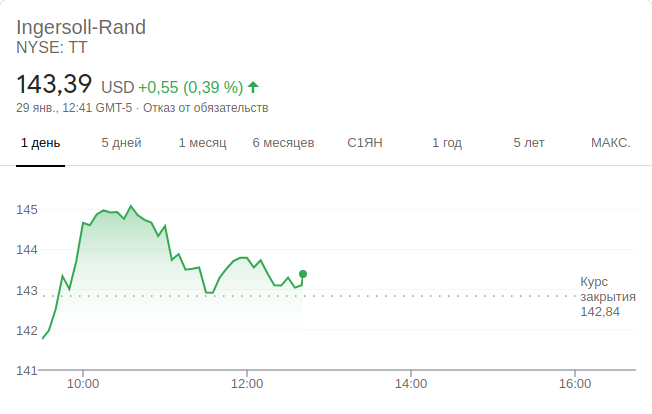 Ingersoll-Rand
NYSE: TT
143,39 USD +0,55 (0,39 %)
29 янв., 12:41 GMT-5 · Отказ от обязательств
1 день 5 дней 1 месяц 6 месяцев С1ЯН 1 год 5 лет МАКС.
145
144
143
142
141
Курс
закрытия
142,84
10:00 12:00 14:00 16:00